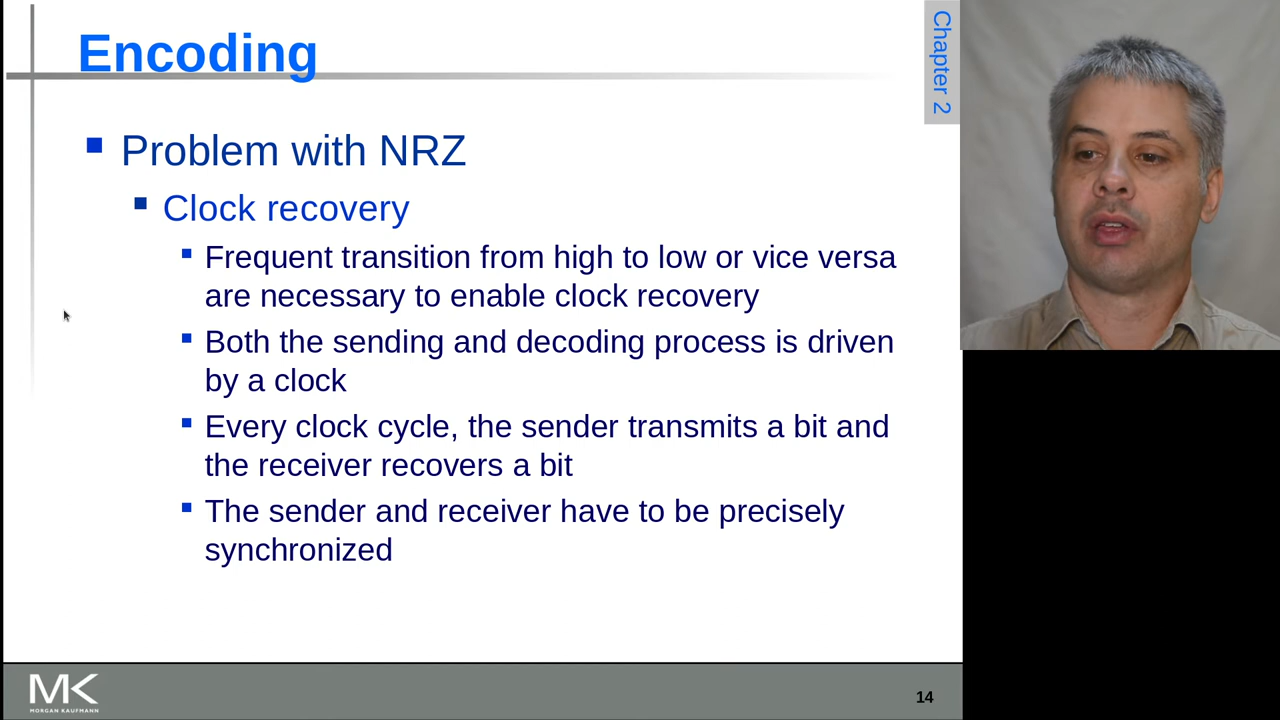 Encoding
Chapter 2
Problem with NRZ
Clock recovery
Frequent transition from high to low or vice versa
are necessary to enable clock recovery
Both the sending and decoding process is driven
by a clock
Every clock cycle, the sender transmits a bit and
the receiver recovers a bit
The sender and receiver have to be precisely
synchronized
MK
MORGAN KAUFMANN
14